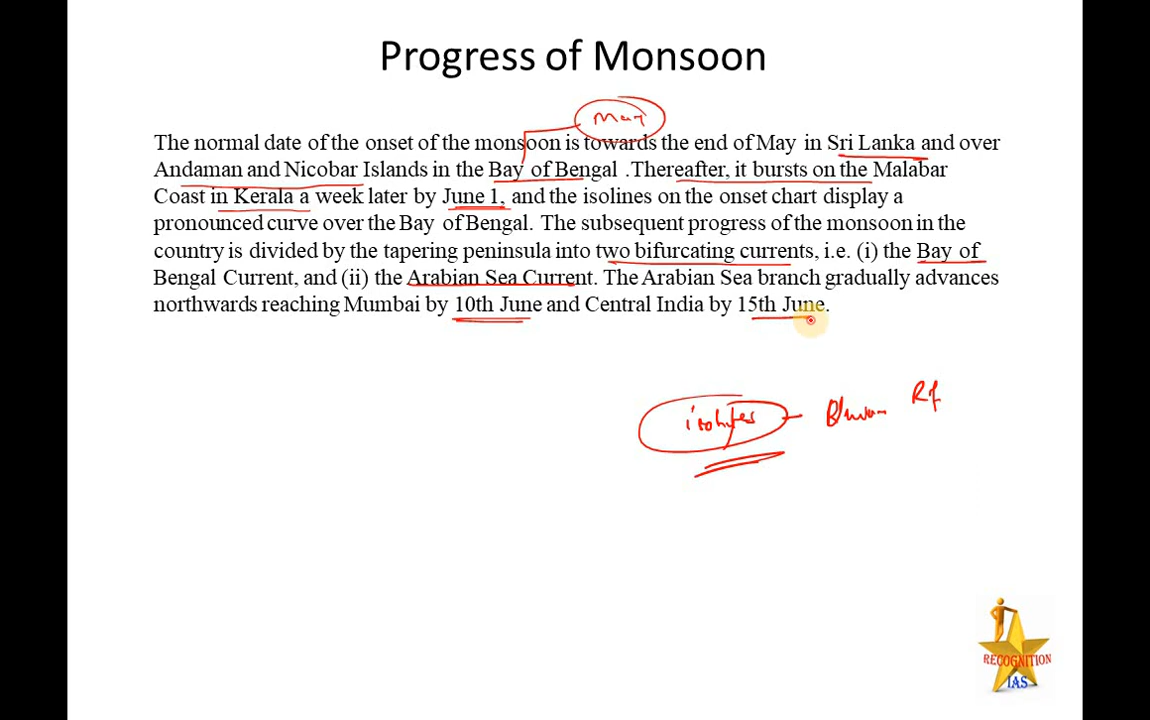 Progress of Monsoon
May
The normal date of the onset of the monsoon is towards the end of May in Sri Lanka and over
Andaman and Nicobar Islands in the Bay of Bengal .Thereafter, it bursts on the Malabar
Coast in Kerala a week later by June 1, and the isolines on the onset chart display a
pronounced curve over the Bay of Bengal. The subsequent progress of the monsoon in the
country is divided by the tapering peninsula into two bifurcating currents, i.e. (i) the Bay of
Bengal Current, and (ii) the Arabian Sea Current. The Arabian Sea branch gradually advances
northwards reaching Mumbai by 10th June and Central India by 15th June.
RECOGNITION
IAS